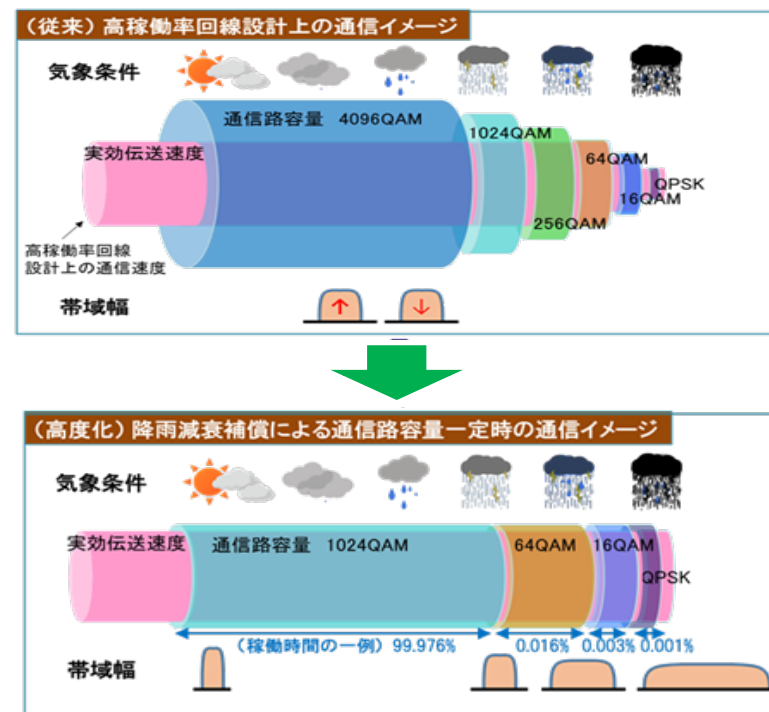 （従来）高稼働率回線設計上の通信イメージ
気象条件
通信路容量 4096QAM
1024QAM
実効伝送速度
64QAM
QPSK
16QAM
256QAM
高稼働率回線
設計上の通信速度
帯域幅
↑ ↓
（高度化）降雨減衰補償による通信路容量一定時の通信イメージ
気象条件
実効伝送速度 通信路容量 1024QAM 64QAM 16QAM
QPSK
（稼働時間の一例）99.976% 0.016% 0.003% 0.001%
帯域幅